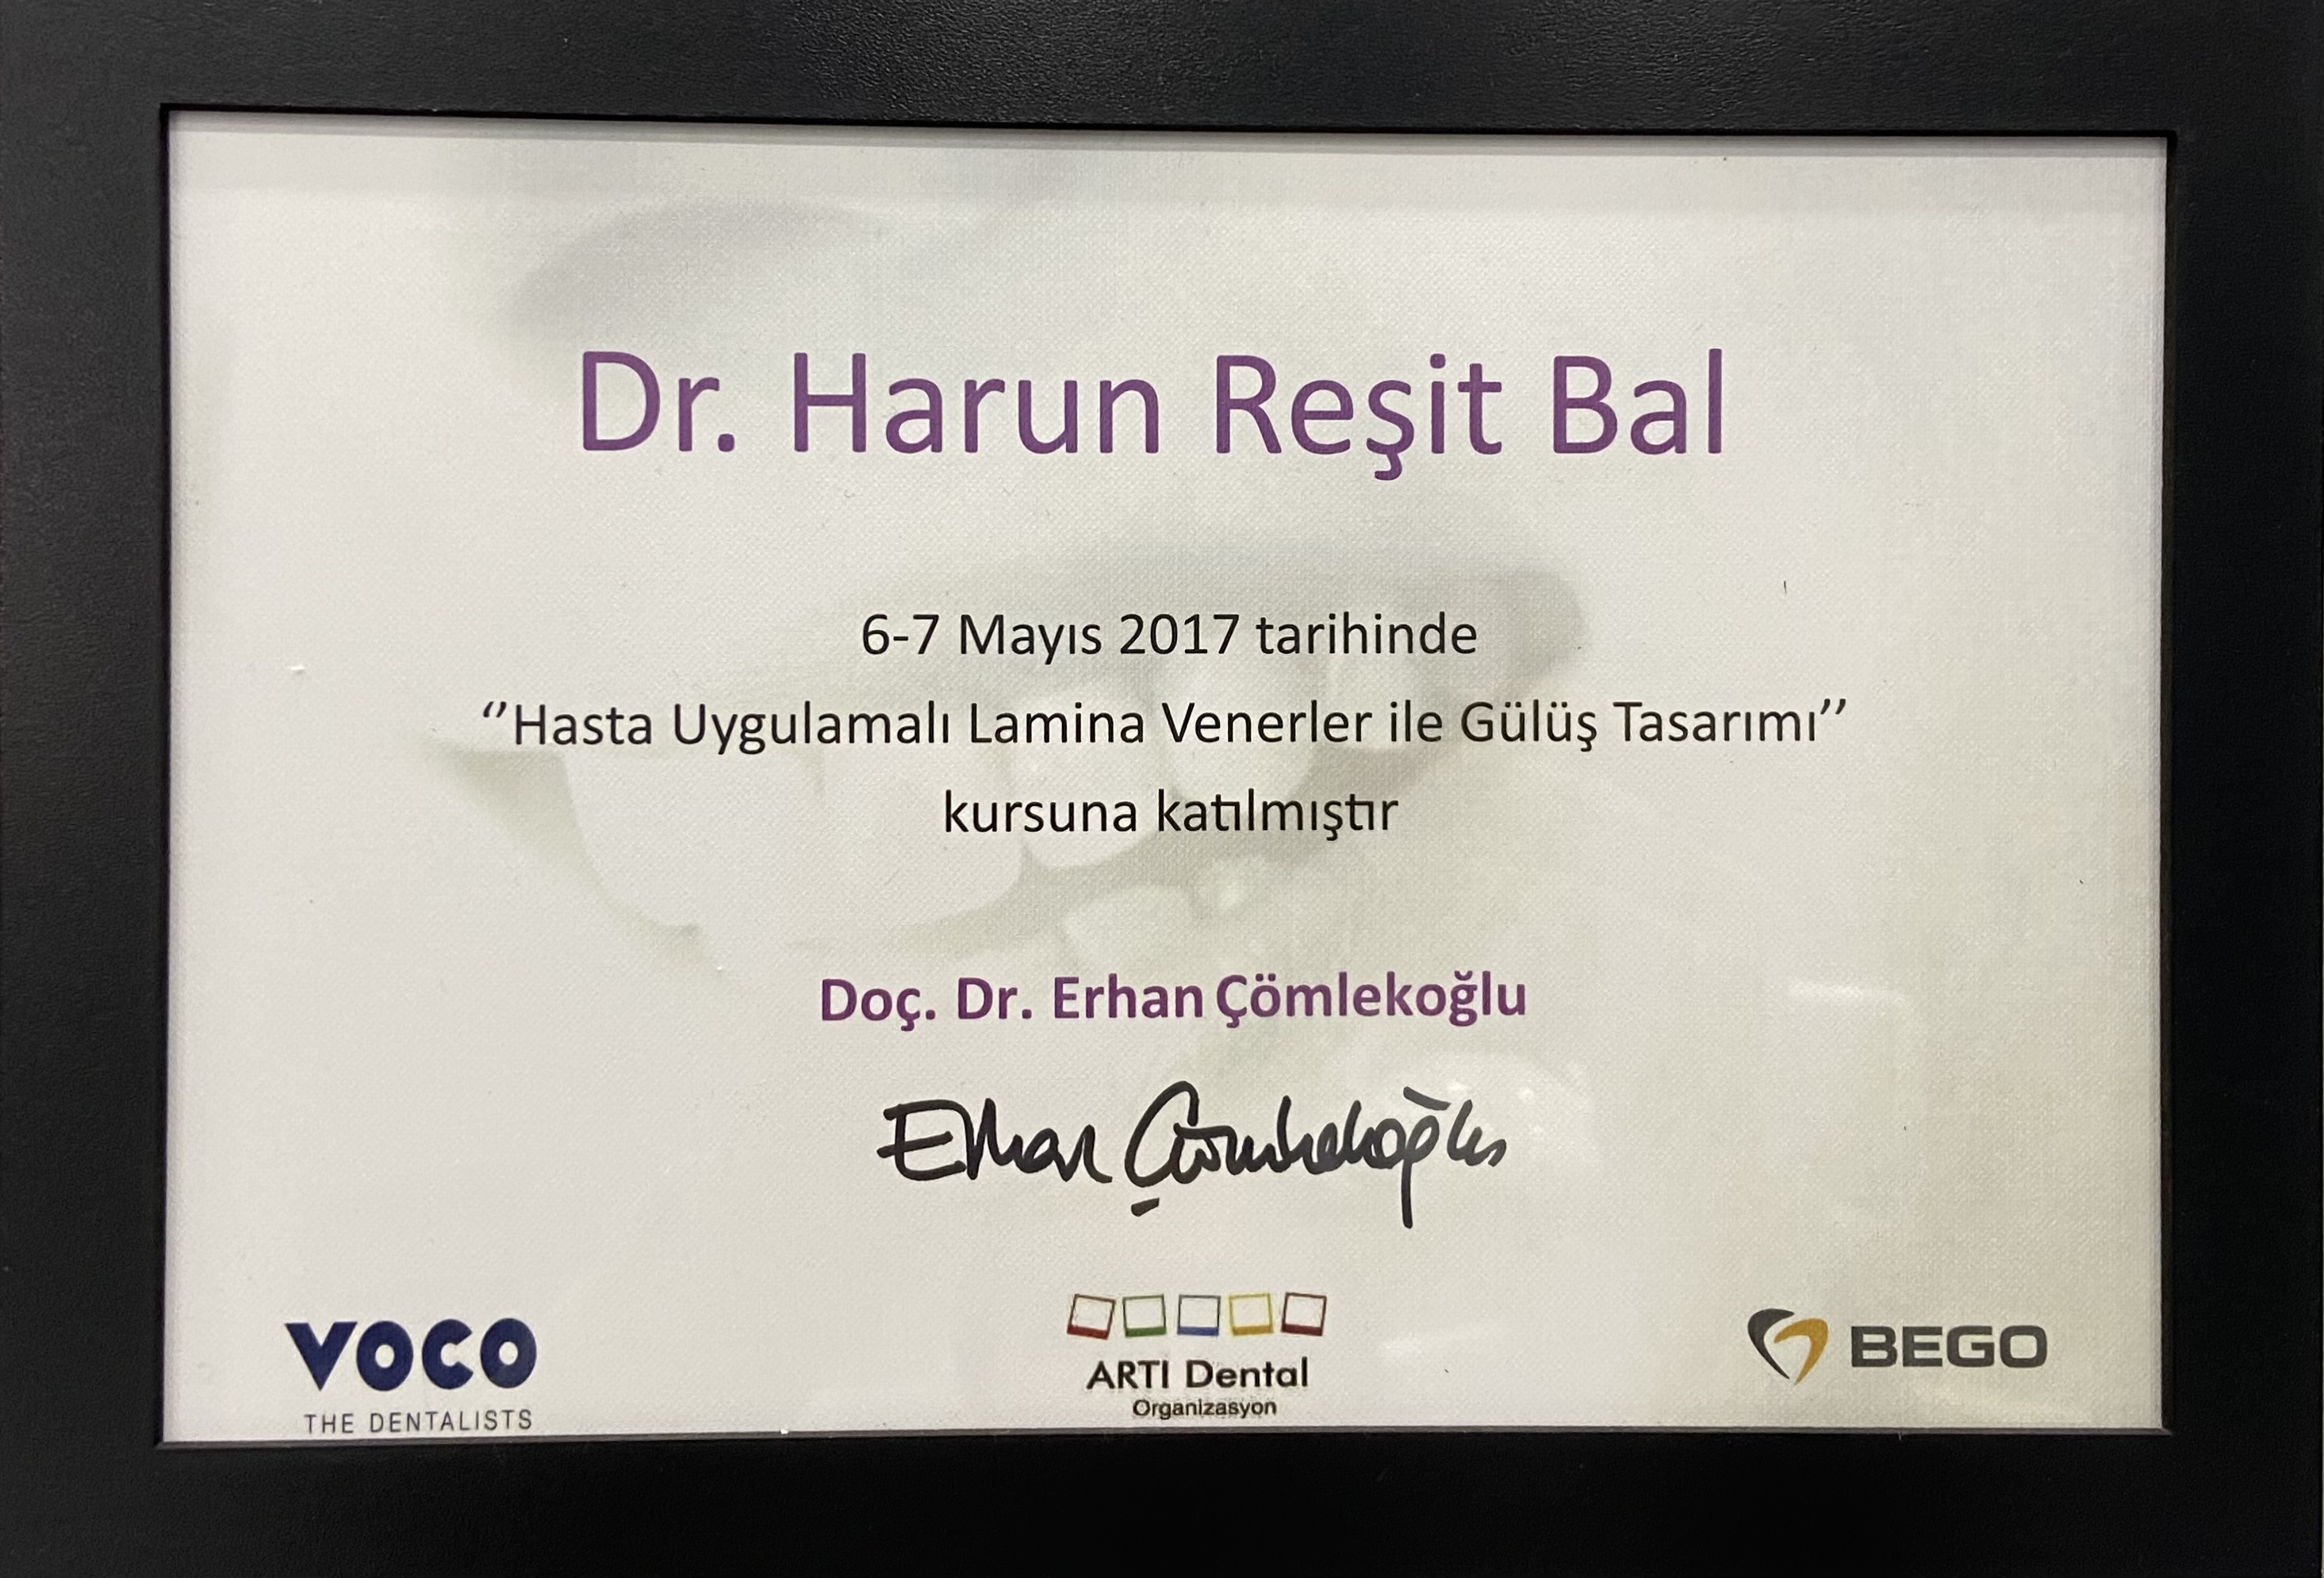 Dr. Harun Reşit Bal
6-7 Mayıs 2017 tarihinde
‘’Hasta Uygulamalı Lamina Venerler ile Gülüş Tasarımı’’
kursuna katılmıştır
Doç. Dr. Erhan Çömlekoğlu
Erhan Çömlekoğlu
VOCO
THE DENTALISTS
ARTI Dental
Organizasyon
BEGO